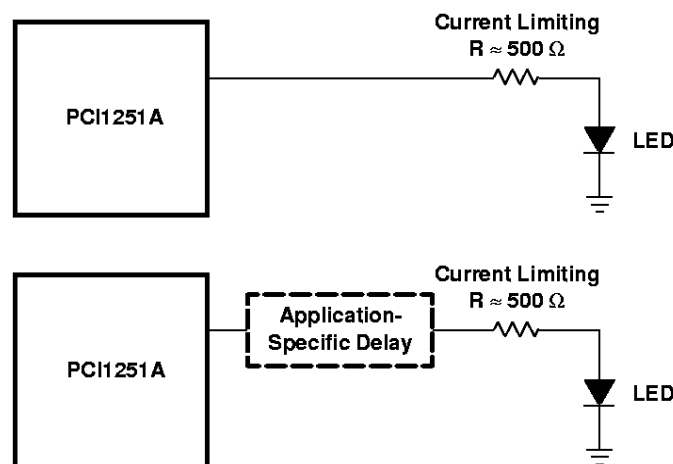 Current Limiting
R ≈ 500 Ω
PCI1251A
LED
Current Limiting
R ≈ 500 Ω
Application-
Specific Delay
PCI1251A
LED